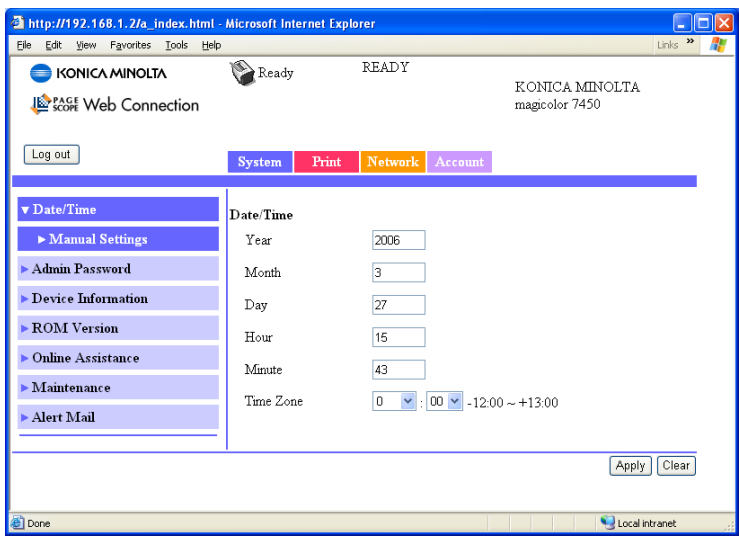 http://192.168.1.2/a_index.html - Microsoft Internet Explorer
File Edit View Favorites Tools Help Links »
KONICA MINOLTA
Ready
READY
KONICA MINOLTA
magicolor 7450
PAGE SCOPE Web Connection
Log out
System Print Network Account
Date/Time
Manual Settings
Admin Password
Device Information
ROM Version
Online Assistance
Maintenance
Alert Mail
Date/Time
Year 2006
Month 3
Day 27
Hour 15
Minute 43
Time Zone 0 : 00 -12:00 ~ +13:00
Apply Clear
Done Local intranet